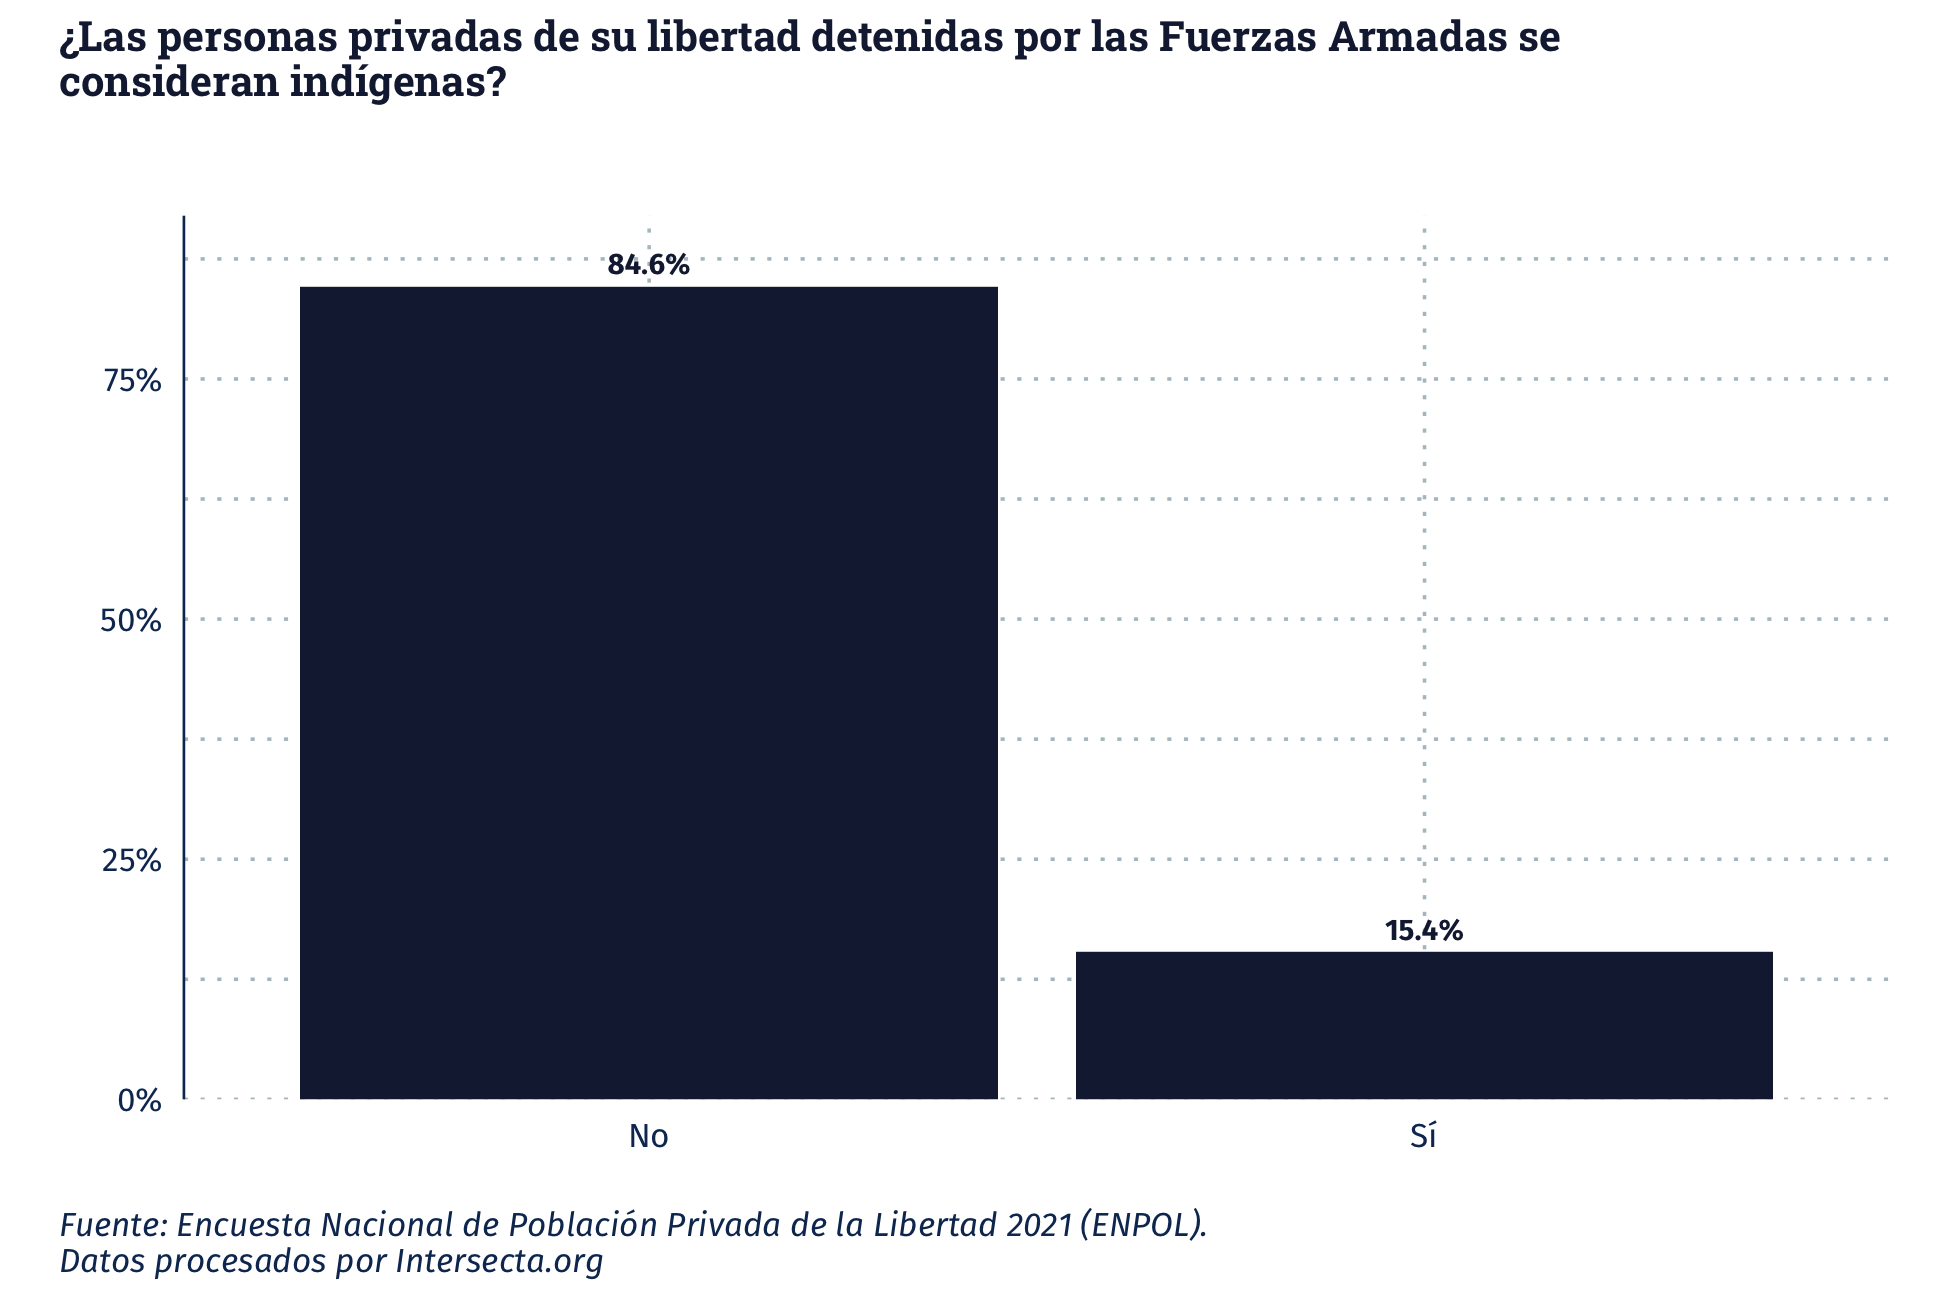 ¿Las personas privadas de su libertad detenidas por las Fuerzas Armadas se
consideran indígenas?
84.6%
75%
50%
25%
15.4%
0%
No
Sí
Fuente: Encuesta Nacional de Población Privada de la Libertad 2021 (ENPOL).
Datos procesados por Intersecta.org